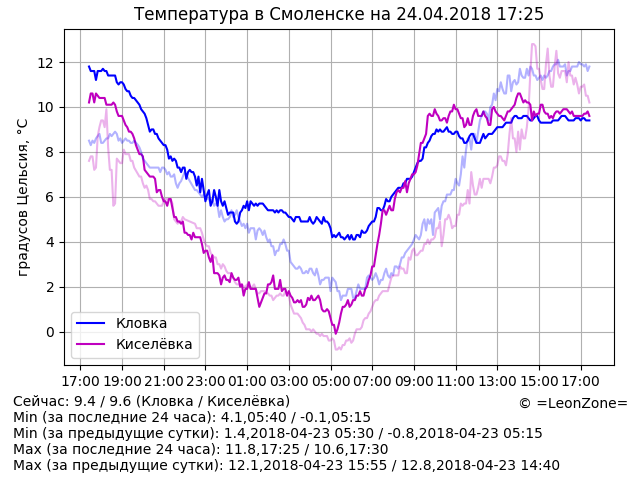 Температура в Смоленске на 24.04.2018 17:25
градусов Цельсия, °C
12
10
8
6
4
2
0
Кловка
Киселёвка
17:00 19:00 21:00 23:00 01:00 03:00 05:00 07:00 09:00 11:00 13:00 15:00 17:00
Сейчас: 9.4 / 9.6 (Кловка / Киселёвка)
© =LeonZone=
Min (за последние 24 часа): 4.1,05:40 / -0.1,05:15
Min (за предыдущие сутки): 1.4,2018-04-23 05:30 / -0.8,2018-04-23 05:15
Max (за последние 24 часа): 11.8,17:25 / 10.6,17:30
Max (за предыдущие сутки): 12.1,2018-04-23 15:55 / 12.8,2018-04-23 14:40